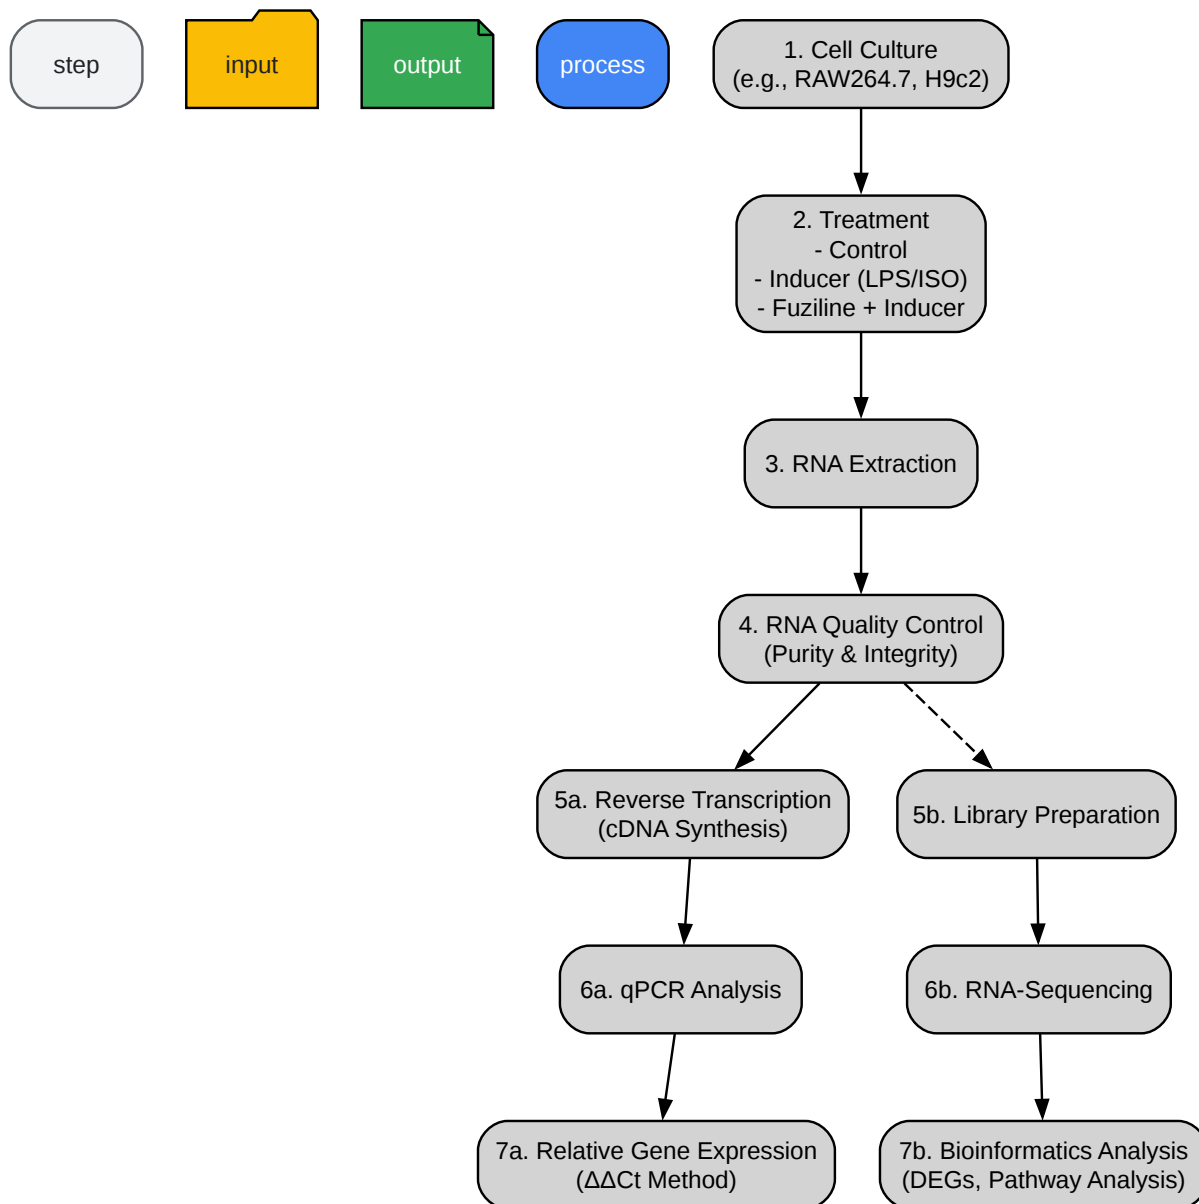 step
input
output
process
1. Cell Culture
(e.g., RAW264.7, H9c2)
2. Treatment
- Control
- Inducer (LPS/ISO)
- Fuziline + Inducer
3. RNA Extraction
4. RNA Quality Control
(Purity & Integrity)
5a. Reverse Transcription
(cDNA Synthesis)
5b. Library Preparation
6a. qPCR Analysis
6b. RNA-Sequencing
7a. Relative Gene Expression
(ΔΔCt Method)
7b. Bioinformatics Analysis
(DEGs, Pathway Analysis)